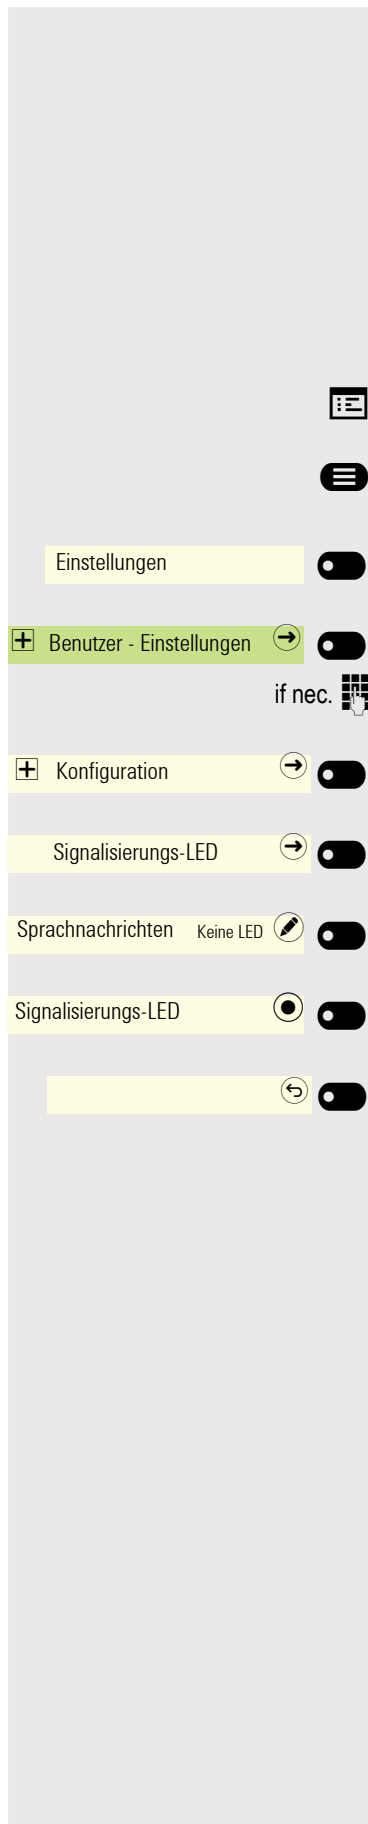 Einstellungen
Benutzer - Einstellungen
if nec.
Konfiguration
Signalisierungs-LED
Sprachnachrichten Keine LED
Signalisierungs-LED